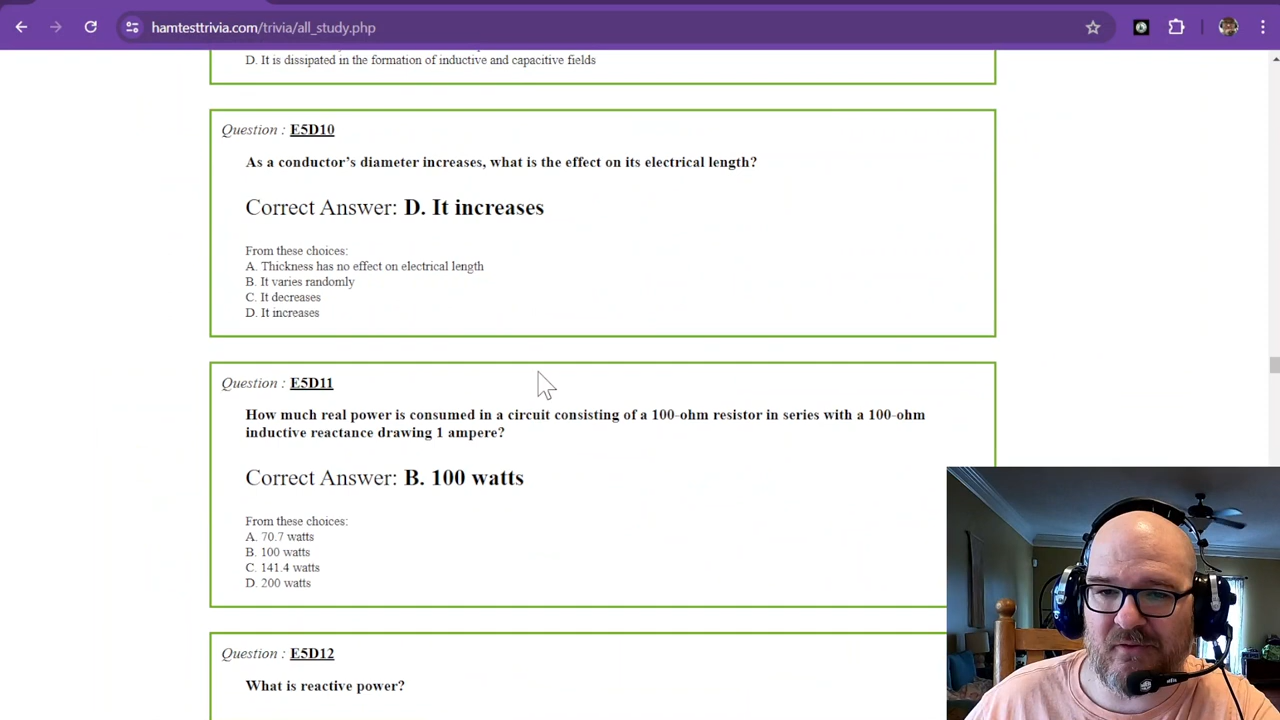 hamtesttrivia.com/trivia/all_study.php
D. It is dissipated in the formation of inductive and capacitive fields
Question : E5D10
As a conductor’s diameter increases, what is the effect on its electrical length?
Correct Answer: D. It increases
From these choices:
A. Thickness has no effect on electrical length
B. It varies randomly
C. It decreases
D. It increases
Question : E5D11
How much real power is consumed in a circuit consisting of a 100-ohm resistor in series with a 100-ohm
inductive reactance drawing 1 ampere?
Correct Answer: B. 100 watts
From these choices:
A. 70.7 watts
B. 100 watts
C. 141.4 watts
D. 200 watts
Question : E5D12
What is reactive power?